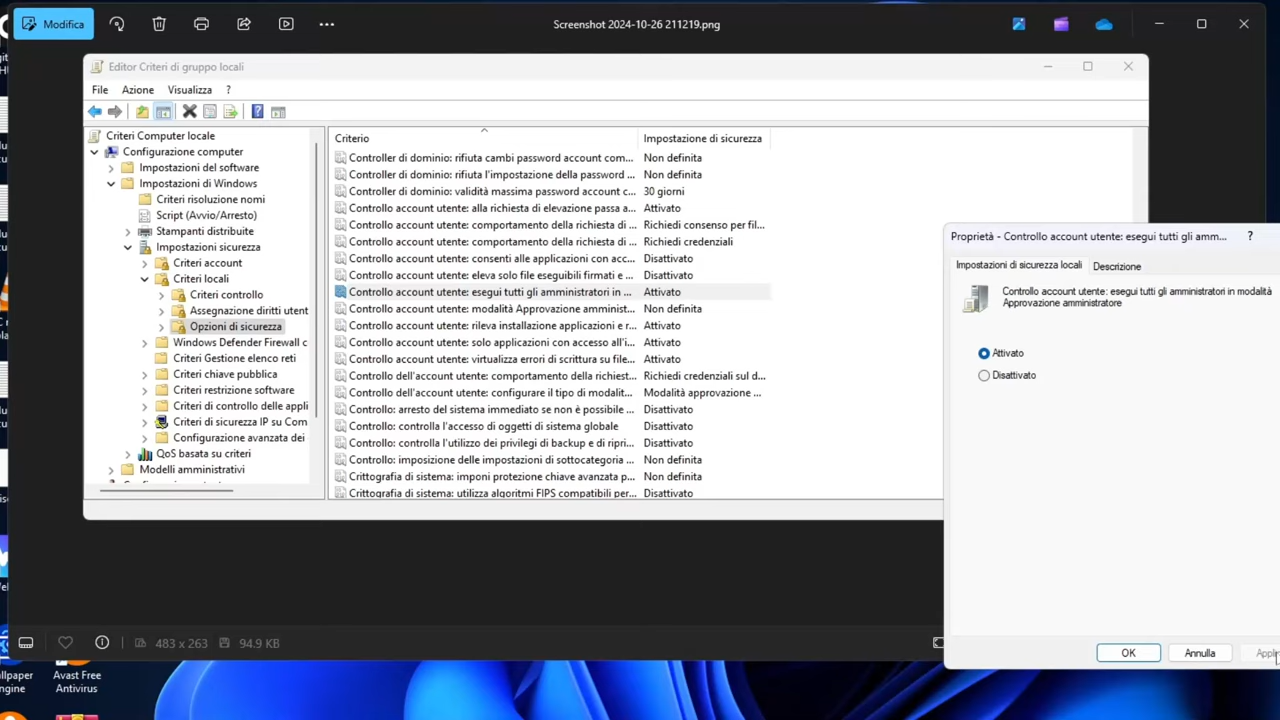 Modifica
Screenshot 2024-10-26 211219.png
Editor Criteri di gruppo locali
File Azione Visualizza ?
Criteri Computer locale
Configurazione computer
Impostazioni del software
Impostazioni di Windows
Criteri risoluzione nomi
Script (Avvio/Arresto)
Stampanti distribuite
Impostazioni sicurezza
Criteri account
Criteri locali
Criteri controllo
Assegnazione diritti utent
Opzioni di sicurezza
Windows Defender Firewall c
Criteri Gestione elenco reti
Criteri chiave pubblica
Criteri restrizione software
Criteri di controllo delle appli
Criteri di sicurezza IP su Com
Configurazione avanzata dei
QoS basata su criteri
Modelli amministrativi
Criterio Impostazione di sicurezza
Controller di dominio: rifiuta cambi password account com... Non definita
Controller di dominio: rifiuta l'impostazione della password ... Non definita
Controller di dominio: validità massima password account c... 30 giorni
Controllo account utente: alla richiesta di elevazione passa a... Attivato
Controllo account utente: comportamento della richiesta di ... Richiedi consenso per fil...
Controllo account utente: comportamento della richiesta di ... Richiedi credenziali
Controllo account utente: consenti alle applicazioni con acc... Disattivato
Controllo account utente: eleva solo file eseguibili firmati e ... Disattivato
Controllo account utente: esegui tutti gli amministratori in ... Attivato
Controllo account utente: modalità Approvazione amminist... Non definita
Controllo account utente: rileva installazione applicazioni e r... Attivato
Controllo account utente: solo applicazioni con accesso all'i... Attivato
Controllo account utente: virtualizza errori di scrittura su file... Attivato
Controllo dell'account utente: comportamento della richiest... Richiedi credenziali sul d...
Controllo dell'account utente: configurare il tipo di modalit... Modalità approvazione ...
Controllo: arresto del sistema immediato se non è possibile ... Disattivato
Controllo: controlla l'accesso di oggetti di sistema globale Disattivato
Controllo: controlla l'utilizzo dei privilegi di backup e di ripri... Disattivato
Controllo: imposizione delle impostazioni di sottocategoria ... Non definita
Crittografia di sistema: imponi protezione chiave avanzata p... Non definita
Crittografia di sistema: utilizza algoritmi FIPS compatibili per... Disattivato
Proprietà - Controllo account utente: esegui tutti gli amm... ?
Impostazioni di sicurezza locali Descrizione
Controllo account utente: esegui tutti gli amministratori in modalità
Approvazione amministratore
Attivato
Disattivato
OK Annulla Appli
483 x 263 94.9 KB
Avast Free
Antivirus